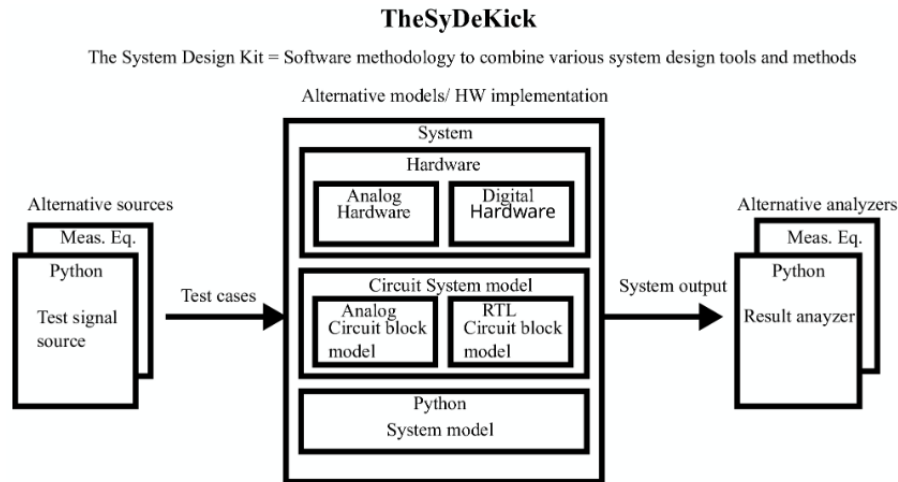 TheSyDeKick
The System Design Kit = Software methodology to combine various system design tools and methods
Alternative models/ HW implementation
System
Hardware
Analog
Hardware
Digital
Hardware
Alternative sources
Meas. Eq.
Python
Test signal
source
Test cases
Circuit System model
Analog
Circuit block
model
RTL
Circuit block
model
Python
System model
System output
Alternative analyzers
Meas. Eq.
Python
Result anayzer